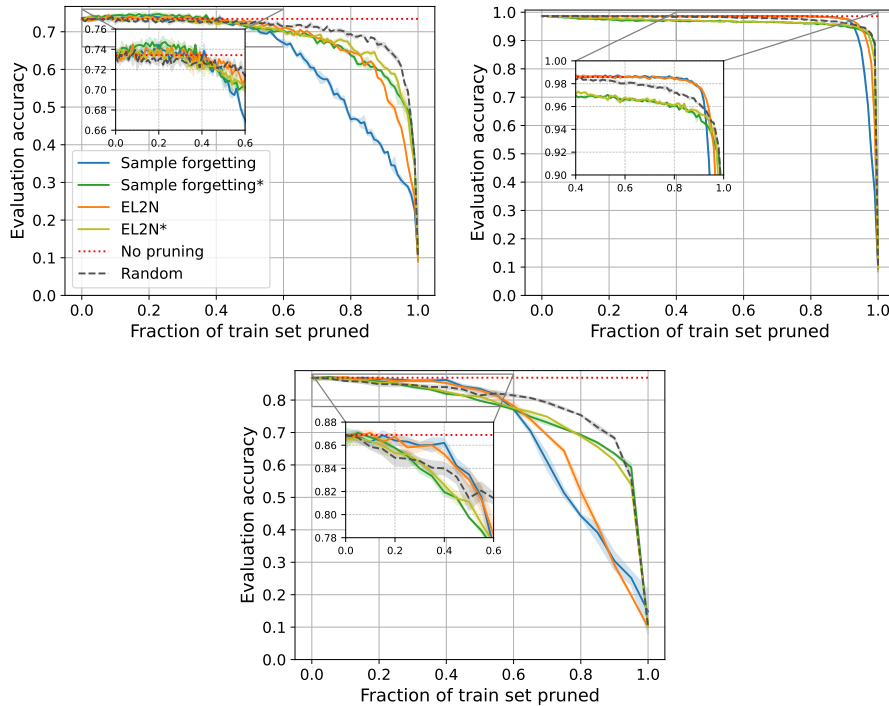 Evaluation accuracy
0.7
0.6
0.5
0.4
0.3
0.2
0.1
0.0
0.76
0.74
0.72
0.70
0.68
0.66
0.0 0.2 0.4 0.6
Sample forgetting
Sample forgetting*
EL2N
EL2N*
No pruning
Random
0.0 0.2 0.4 0.6 0.8 1.0
Fraction of train set pruned
Evaluation accuracy
1.0
0.9
0.8
0.7
0.6
0.5
0.4
0.3
0.2
0.1
0.0
1.00
0.98
0.96
0.94
0.92
0.90
0.4 0.6 0.8 1.0
0.0 0.2 0.4 0.6 0.8 1.0
Fraction of train set pruned
Evaluation accuracy
0.8
0.7
0.6
0.5
0.4
0.3
0.2
0.1
0.0
0.88
0.86
0.84
0.82
0.80
0.78
0.0 0.2 0.4 0.6
0.0 0.2 0.4 0.6 0.8 1.0
Fraction of train set pruned